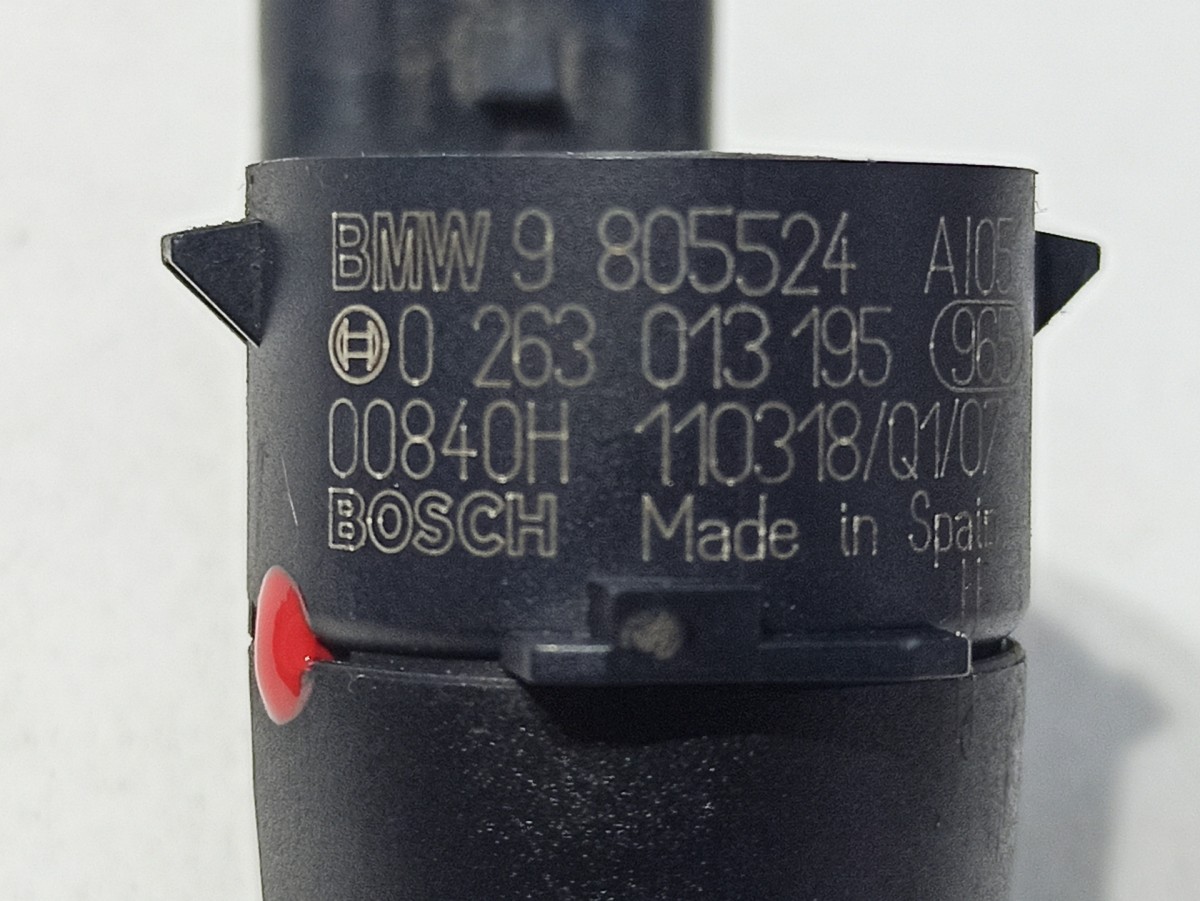 BMW 9 805524 AI05
0 263 013 195 965
00840H 110318/Q1/07
BOSCH Made in Spain